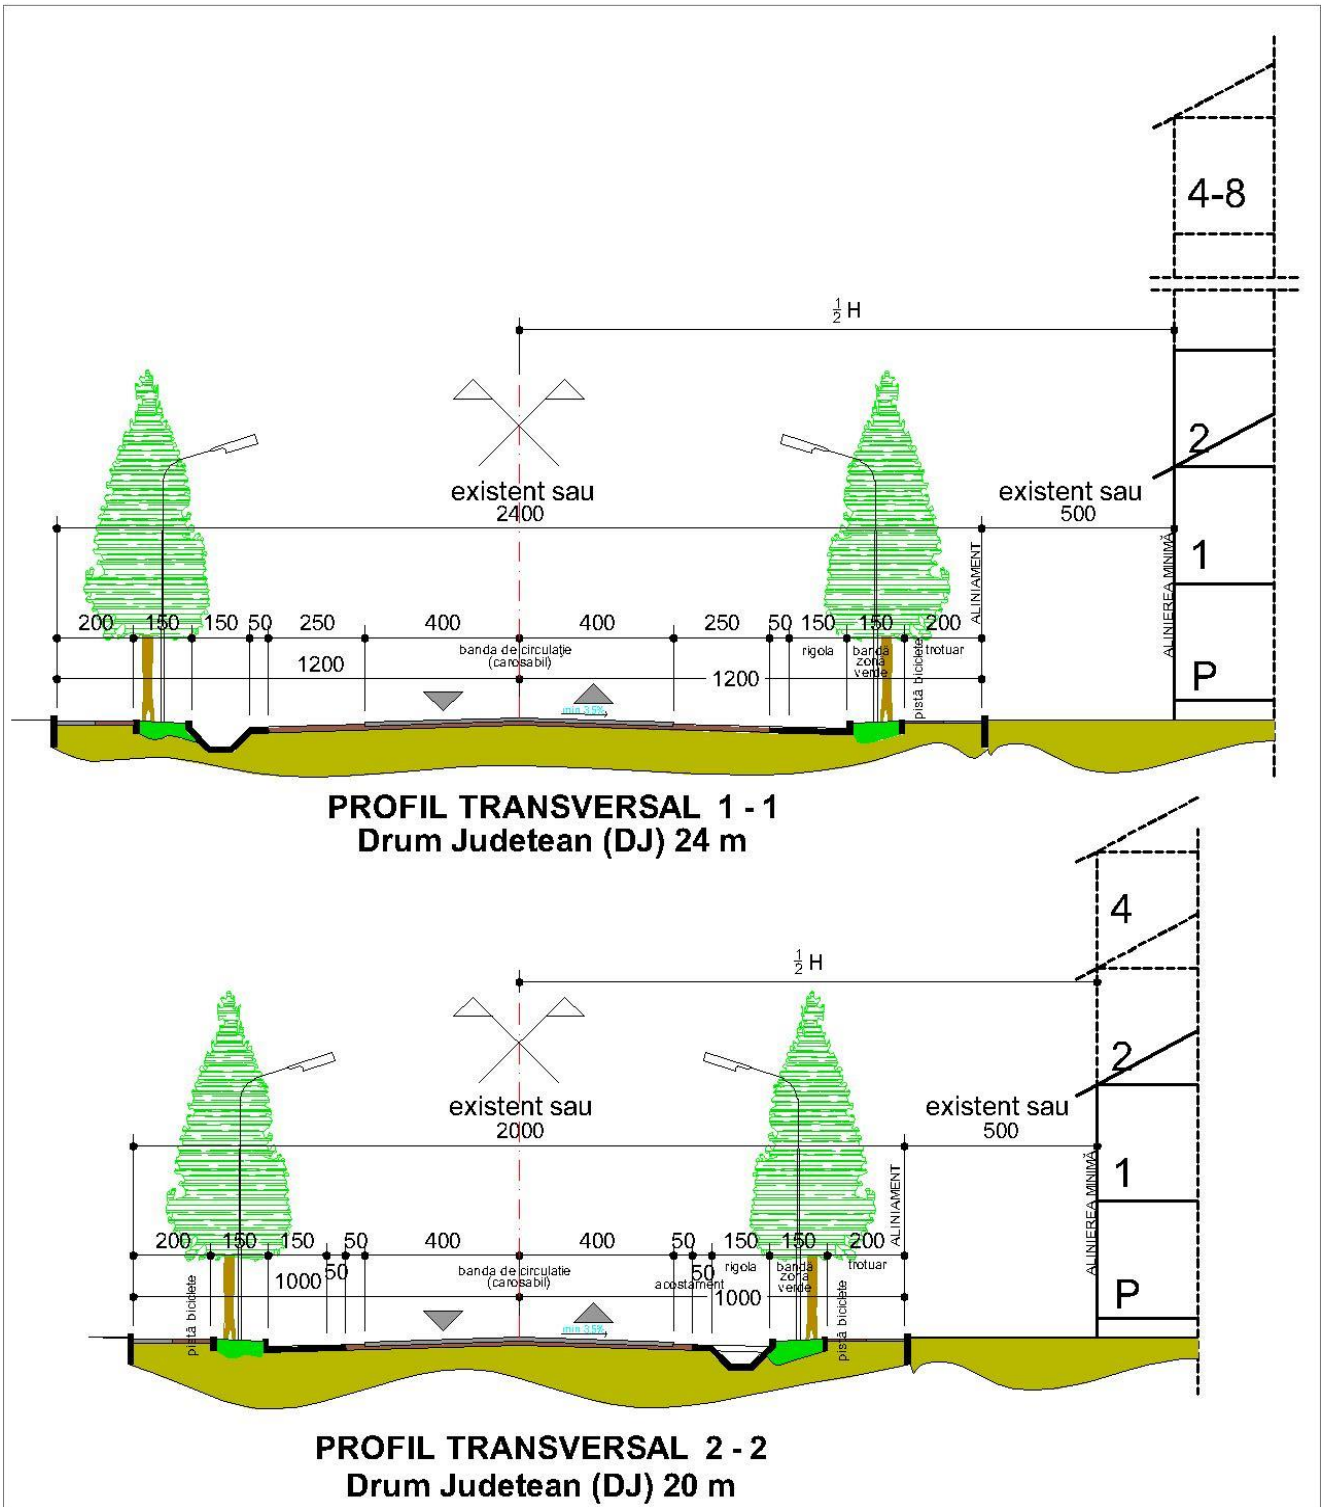 4-8
½ H
2
existent sau
2400
existent sau
500
ALINIAMENT
ALINIEREA MINIMĂ
1
200 150 150 50 250 400 400 250 50 150 150 200
banda de circulaţie
(carosabil)
rigola
banda
zona
verde
trotuar
pistă biciclete
1200
1200
P
min 3.5%
PROFIL TRANSVERSAL 1 - 1
Drum Judetean (DJ) 24 m
4
½ H
2
existent sau
2000
existent sau
500
ALINIAMENT
ALINIEREA MINIMĂ
1
200 150 150 50 400 400 50 150 150 200
50
50
banda de circulatie
(carosabil)
acostament
rigola
banda
zona
verde
trotuar
pistă biciclete
pistă biciclete
1000
1000
P
min 3.5%
PROFIL TRANSVERSAL 2 - 2
Drum Judetean (DJ) 20 m